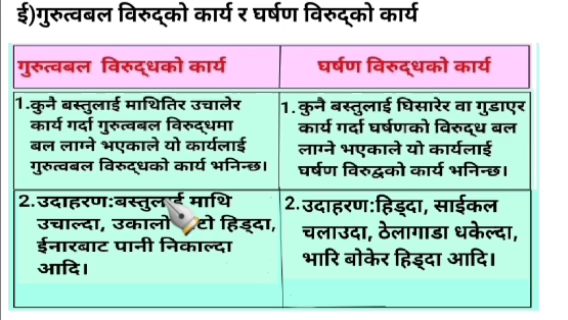 ई)गुरुत्वबल विरुद्को कार्य र घर्षण विरुद्को कार्य
गुरुत्वबल विरुद्धको कार्य
घर्षण विरुद्धको कार्य
1.कुनै बस्तुलाई माथितिर उचालेर
कार्य गर्दा गुरुत्वबल विरुद्धमा
बल लाग्ने भएकाले यो कार्यलाई
गुरुत्वबल विरुद्धको कार्य भनिन्छ।
1. कुनै बस्तुलाई घिसारेर वा गुडाएर
कार्य गर्दा घर्षणको विरुद्ध बल
लाग्ने भएकाले यो कार्यलाई
घर्षण विरुद्वको कार्य भनिन्छ।
2.उदाहरण:बस्तुलाई माथि
उचाल्दा, उकालो टो हिड्दा,
ईनारबाट पानी निकाल्दा
आदि।
2.उदाहरण:हिड्दा, साईकल
चलाउदा, ठेलागाडा धकेल्दा,
भारि बोकेर हिड्दा आदि।